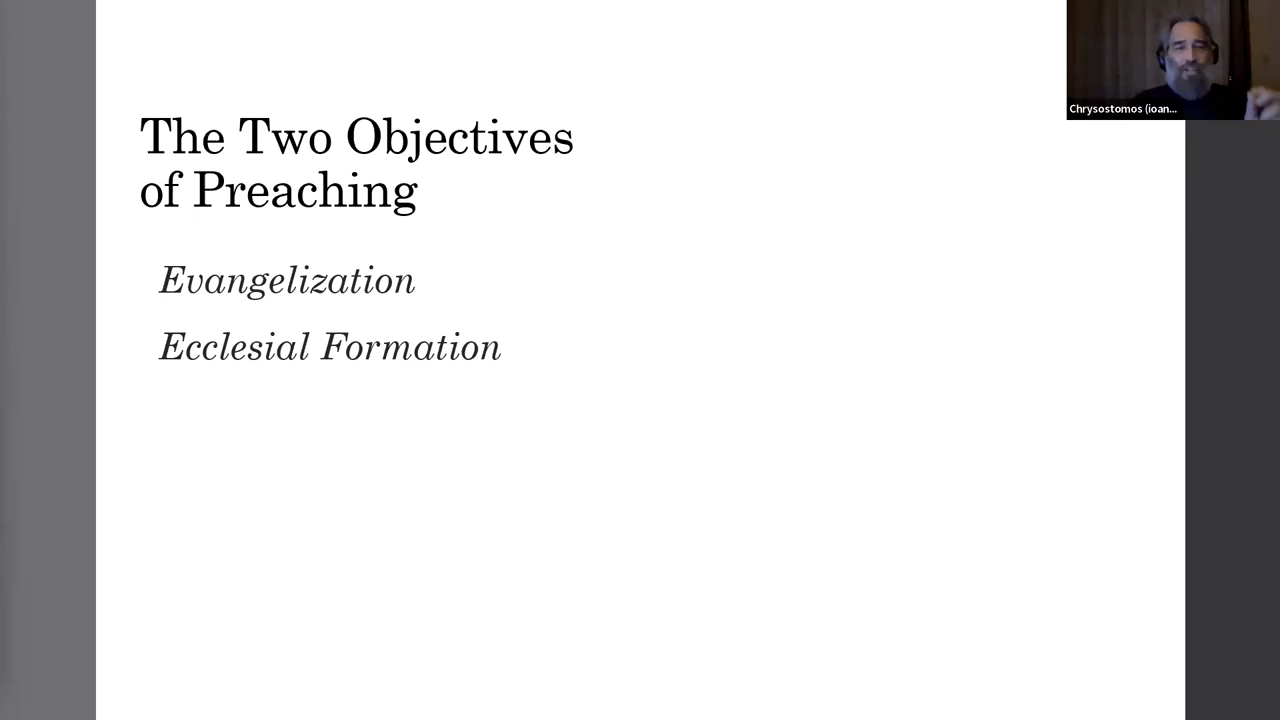 The Two Objectives
of Preaching
Evangelization
Ecclesial Formation
Chrysostomos (ioan...